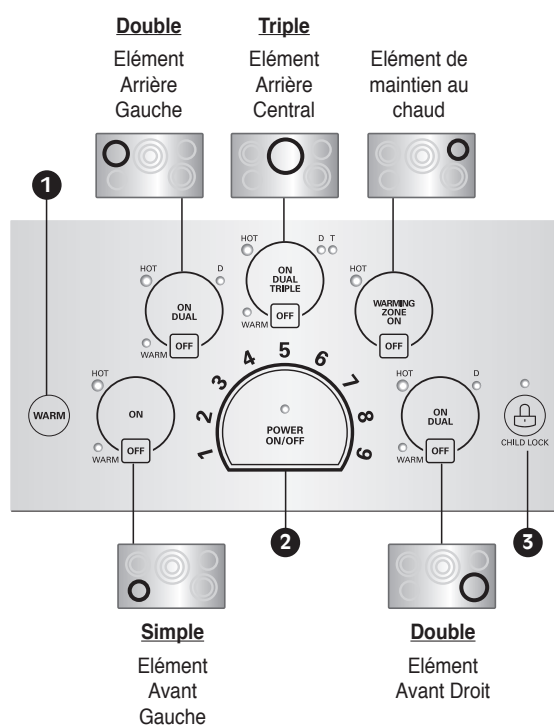 Double
Elément
Arrière
Gauche
Triple
Elément
Arrière
Central
Elément de
maintien au
chaud
1
HOT
D T
ON
DUAL
TRIPLE
OFF
WARM
HOT
D
ON
DUAL
OFF
WARM
HOT
WARMING
ZONE
ON
OFF
WARM
HOT
ON
OFF
WARM
1
2
3
4
5
6
7
8
9
POWER
ON/OFF
HOT
D
ON
DUAL
OFF
WARM
CHILD LOCK
2
3
Simple
Elément
Avant
Gauche
Double
Elément
Avant Droit